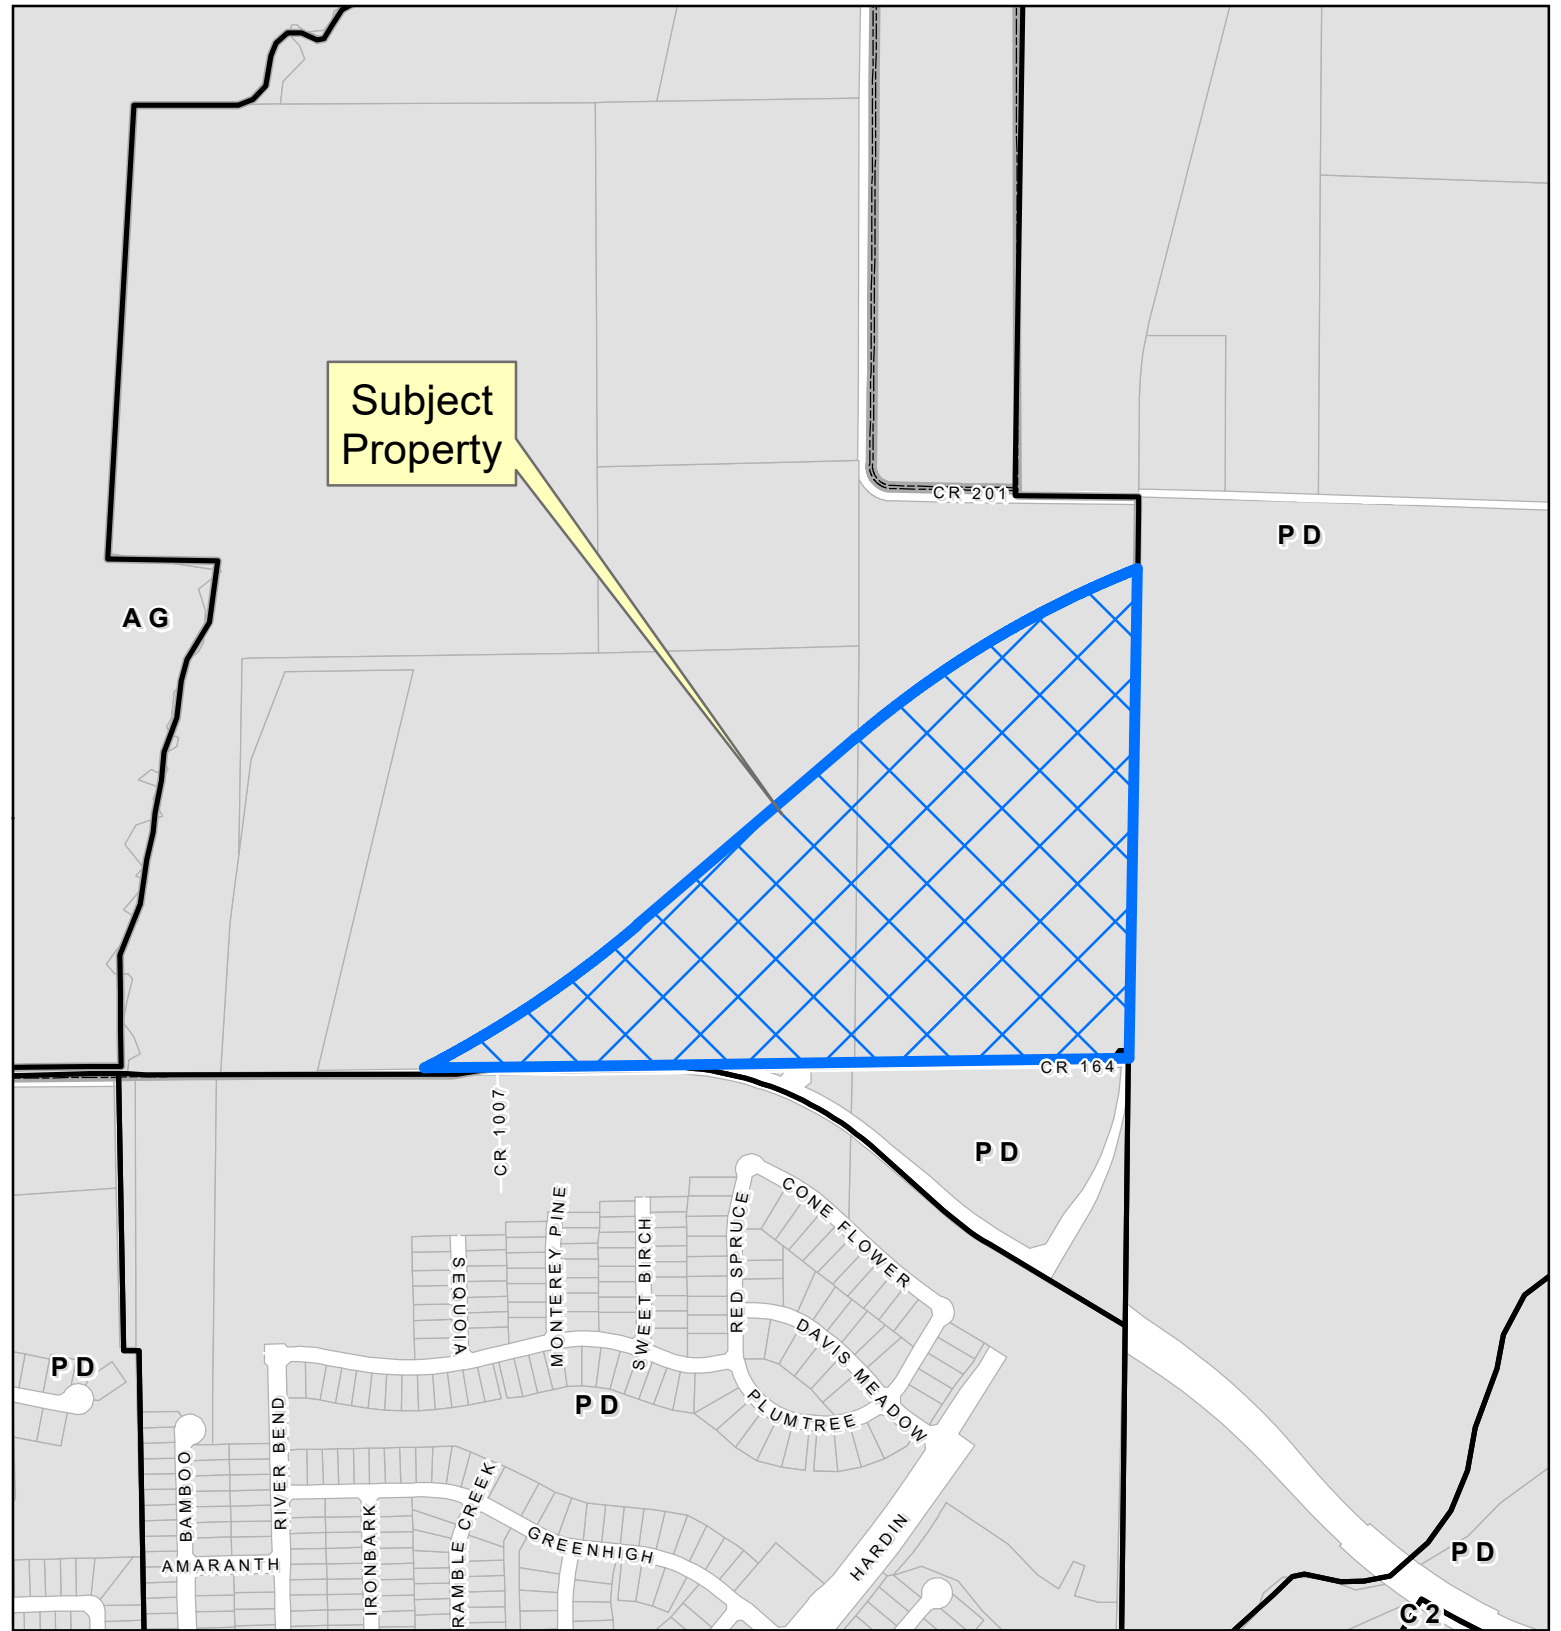 Subject
Property
CR 201
PD
AG
CR 164
CR 1007
PD
CONE FLOWER
MONTEREY PINE
SWEET BIRCH
RED SPRUCE
SEQUOIA
DAVIS MEADOW
PD
PLUMTREE
PD
RIVER BEND
BAMBOO
RAMBLE CREEK
IRONBARK
GREENHIGH
HARDIN
AMARANTH
PD
C2